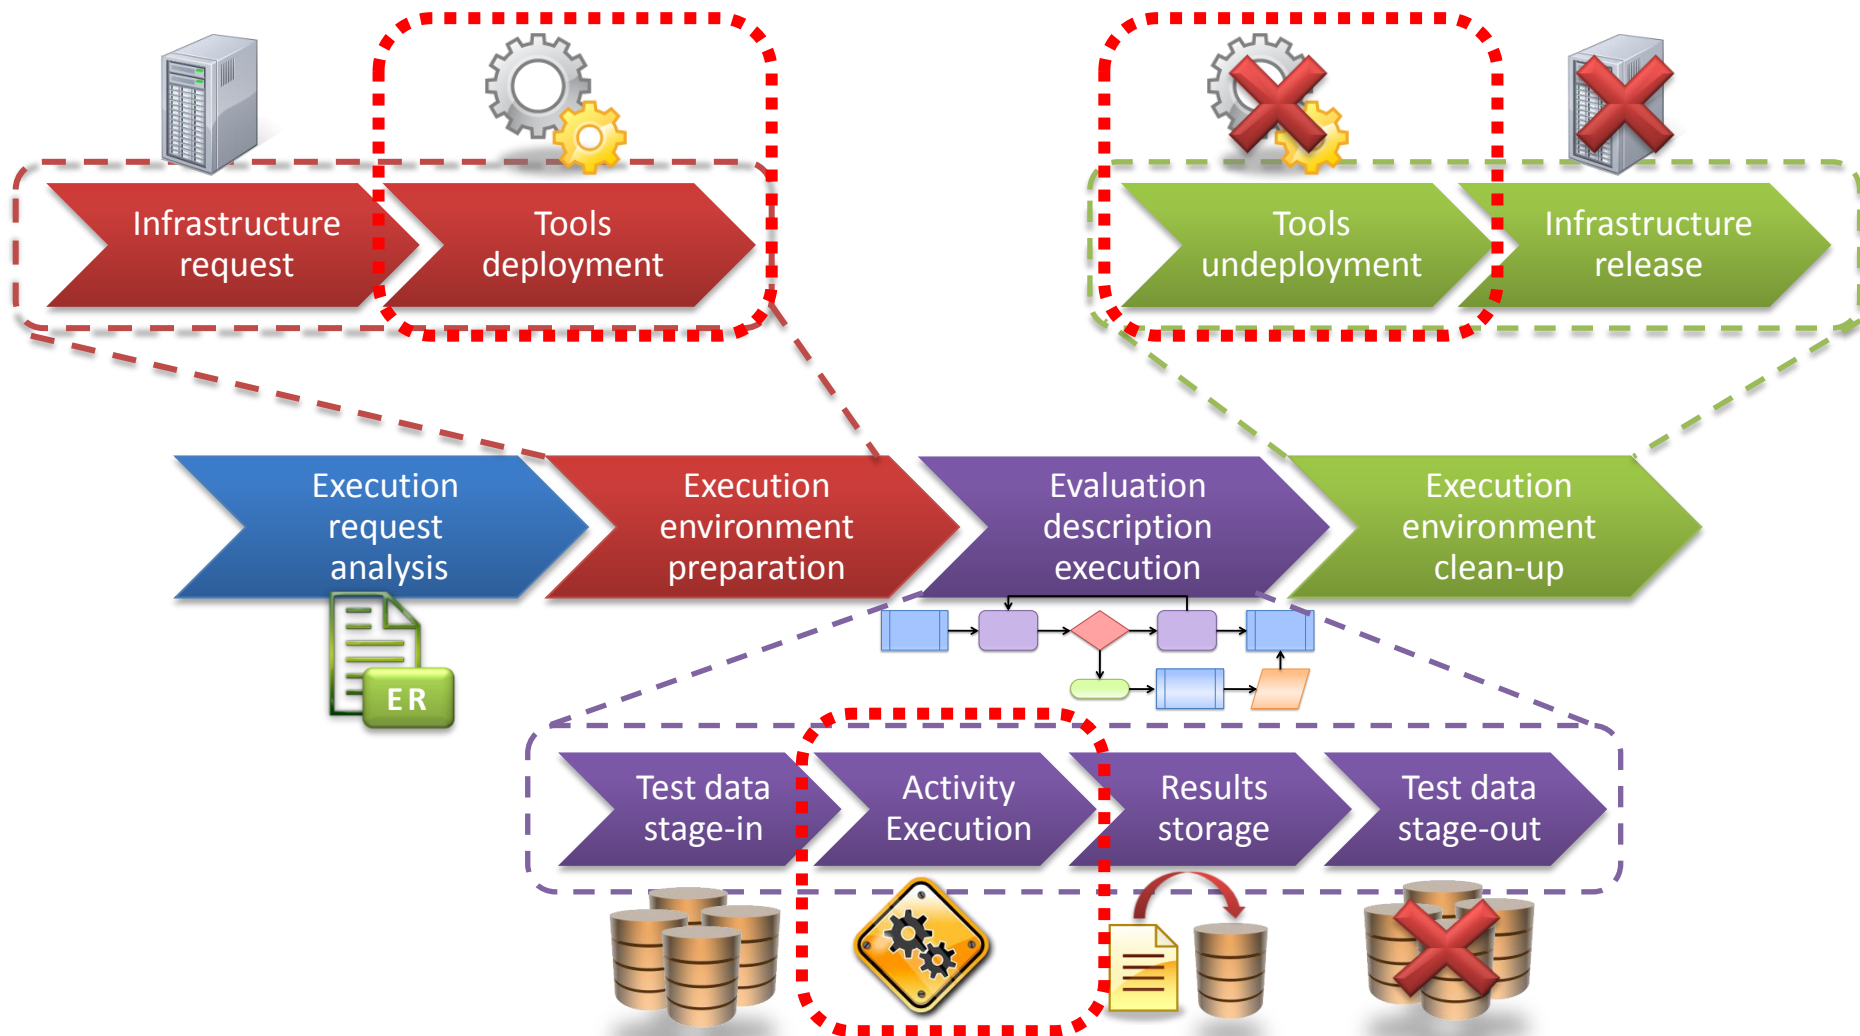 Infrastructure
request
Tools
deployment
Tools
undeployment
Infrastructure
release
Execution
request
analysis
Execution
environment
preparation
Evaluation
description
execution
Execution
environment
clean-up
ER
Test data
stage-in
Activity
Execution
Results
storage
Test data
stage-out